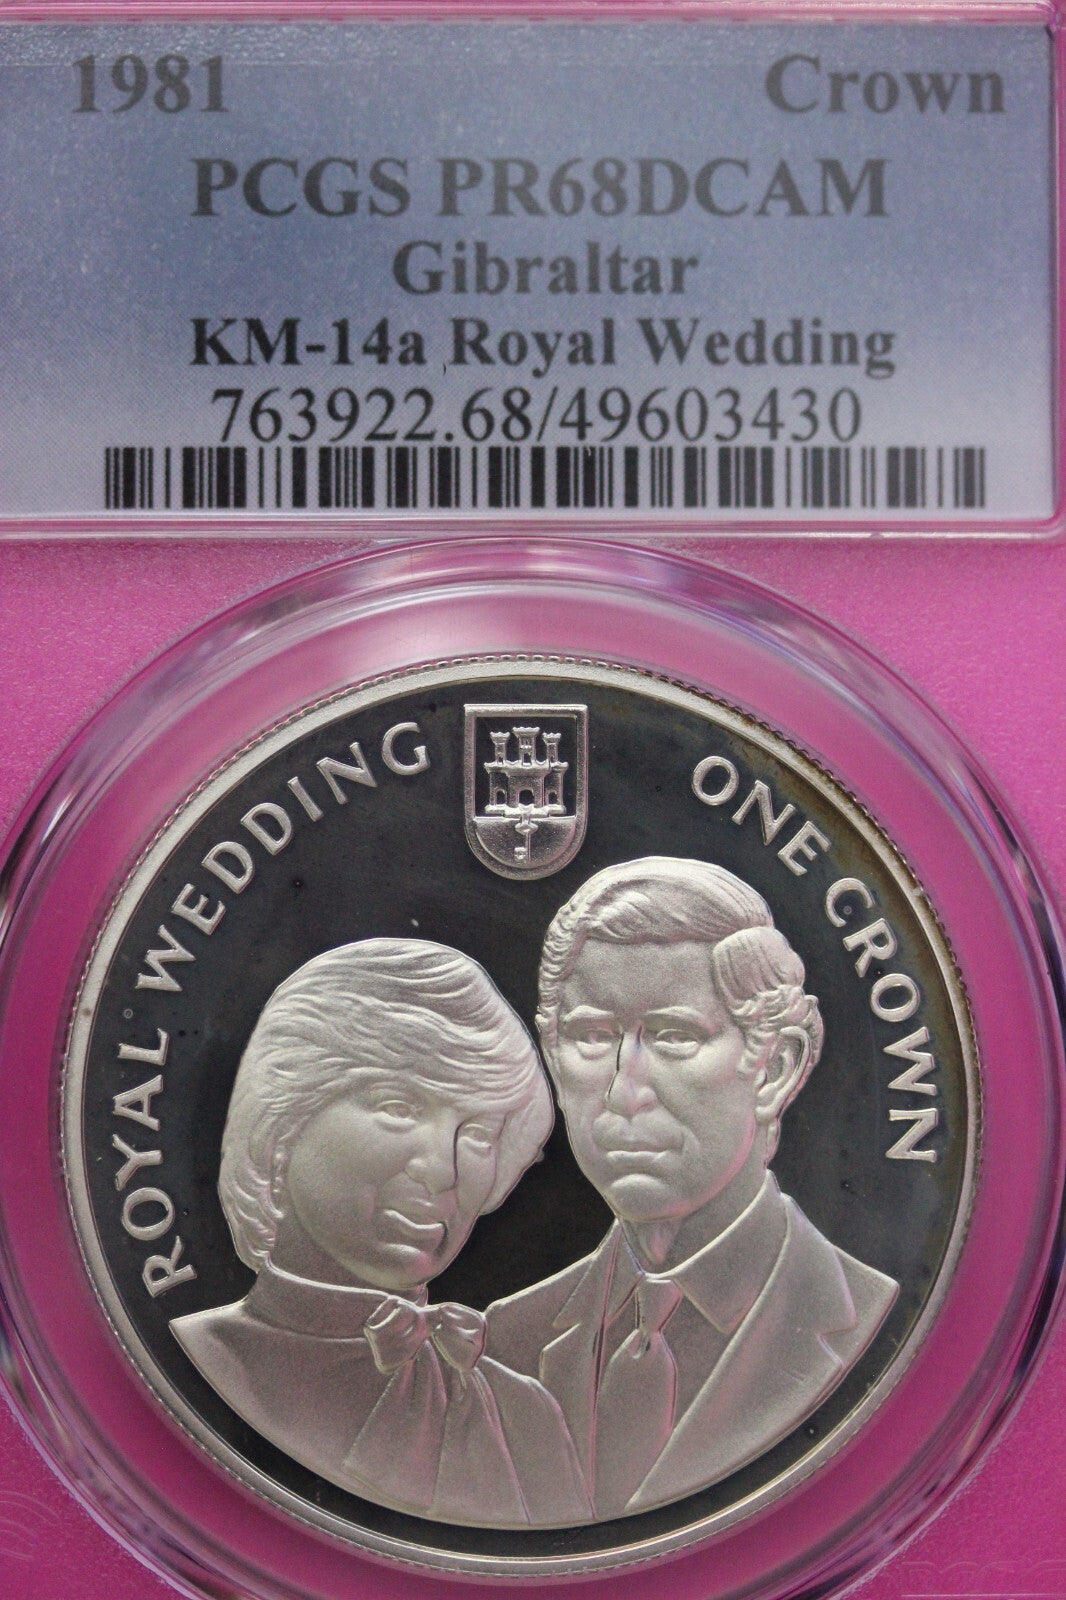 1981 Crown
PCGS PR68DCAM
Gibraltar
KM-14a Royal Wedding
763922.68/49603430
ROYAL WEDDING
ONE CROWN